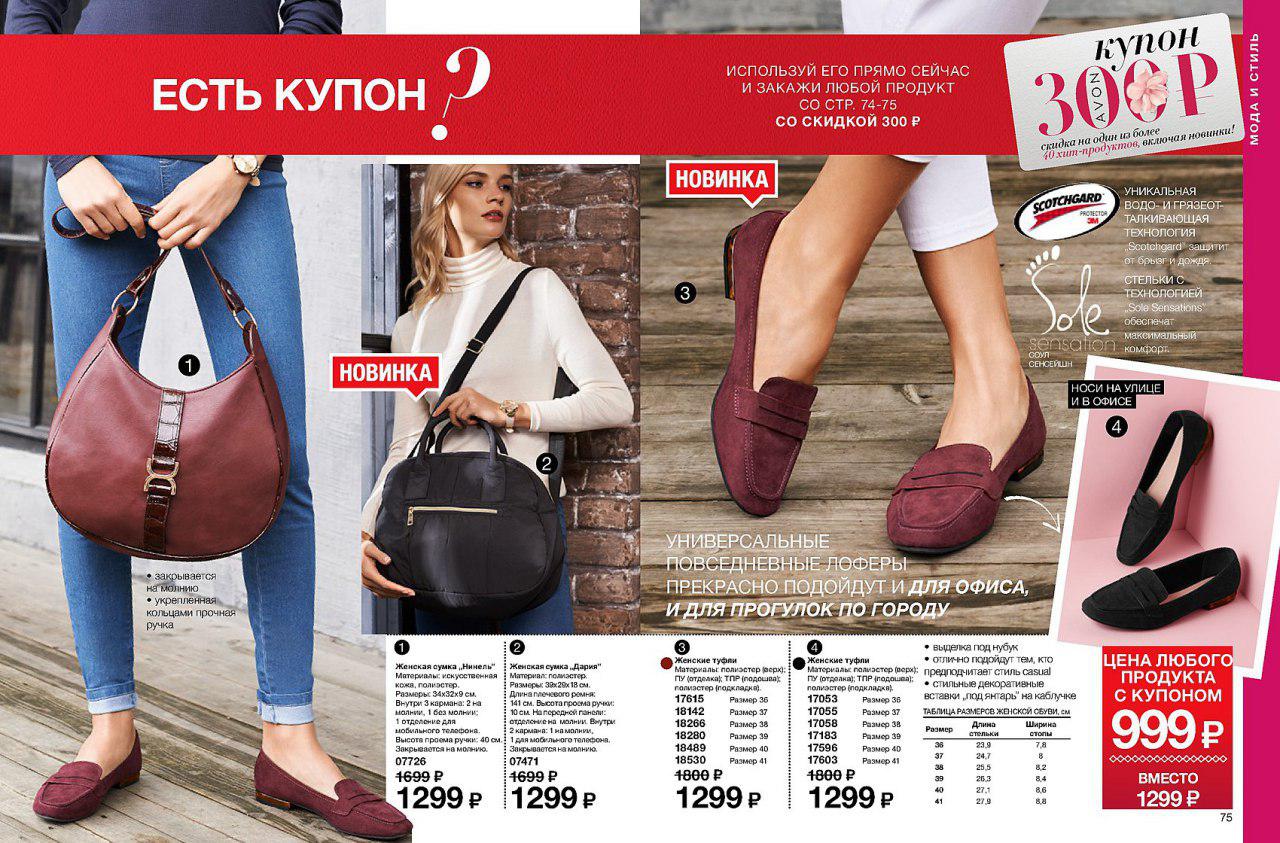 ЕСТЬ КУПОН?
ИСПОЛЬЗУЙ ЕГО ПРЯМО СЕЙЧАС
И ЗАКАЖИ ЛЮБОЙ ПРОДУКТ
СО СТР. 74-75
СО СКИДКОЙ 300 ₽
купон
300 ₽
AVON
скидка на один из более
40 хит-продуктов, включая новинки!
МОДА И СТИЛЬ
НОВИНКА
НОВИНКА
SCOTCHGARD
PROTECTOR
3M
УНИКАЛЬНАЯ
ВОДО- И ГРЯЗЕОТ-
ТАЛКИВАЮЩАЯ
ТЕХНОЛОГИЯ
„Scotchgard" защитит
от брызг и дождя.
Sole
sensation
СОУЛ
СЕНСЕЙШН
СТЕЛЬКИ С
ТЕХНОЛОГИЕЙ
„Sole Sensations"
обеспечат
максимальный
комфорт.
1
2
3
НОСИ НА УЛИЦЕ
И В ОФИСЕ
4
• закрывается
на молнию
• укрепленная
кольцами прочная
ручка
УНИВЕРСАЛЬНЫЕ
ПОВСЕДНЕВНЫЕ ЛОФЕРЫ
ПРЕКРАСНО ПОДОЙДУТ И ДЛЯ ОФИСА,
И ДЛЯ ПРОГУЛОК ПО ГОРОДУ
1
Женская сумка „Нинель"
Материалы: искусственная
кожа, полиэстер.
Размеры: 34х32х9 см.
Внутри 3 кармана: 2 на
молнии, 1 без молнии;
1 отделение для
мобильного телефона.
Высота проема ручки: 40 см.
Закрывается на молнию.
07726
1699 ₽
1299 ₽
2
Женская сумка „Дария"
Материал: полиэстер.
Размеры: 39х29х18 см.
Длина плечевого ремня:
141 см. Высота проема ручки:
10 см. На передней панели:
отделение на молнии. Внутри
2 кармана: 1 на молнии,
1 для мобильного телефона.
Закрывается на молнию.
07471
1699 ₽
1299 ₽
3
Женские туфли
Материалы: полиэстер (верх);
ПУ (отделка); ТПР (подошва);
полиэстер (подкладка).
17615 Размер 36
18142 Размер 37
18266 Размер 38
18280 Размер 39
18489 Размер 40
18530 Размер 41
1800 ₽
1299 ₽
4
Женские туфли
Материалы: полиэстер (верх);
ПУ (отделка); ТПР (подошва);
полиэстер (подкладка).
17053 Размер 36
17055 Размер 37
17058 Размер 38
17183 Размер 39
17596 Размер 40
17603 Размер 41
1800 ₽
1299 ₽
• выделка под нубук
• отлично подойдут тем, кто
предпочитает стиль casual
• стильные декоративные
вставки „под янтарь" на каблучке
ТАБЛИЦА РАЗМЕРОВ ЖЕНСКОЙ ОБУВИ, см
Размер Длина стельки Ширина стопы
36 23,9 7,8
37 24,7 8
38 25,5 8,2
39 26,3 8,4
40 27,1 8,6
41 27,9 8,8
ЦЕНА ЛЮБОГО
ПРОДУКТА
С КУПОНОМ
999 ₽
ВМЕСТО
1299 ₽
75